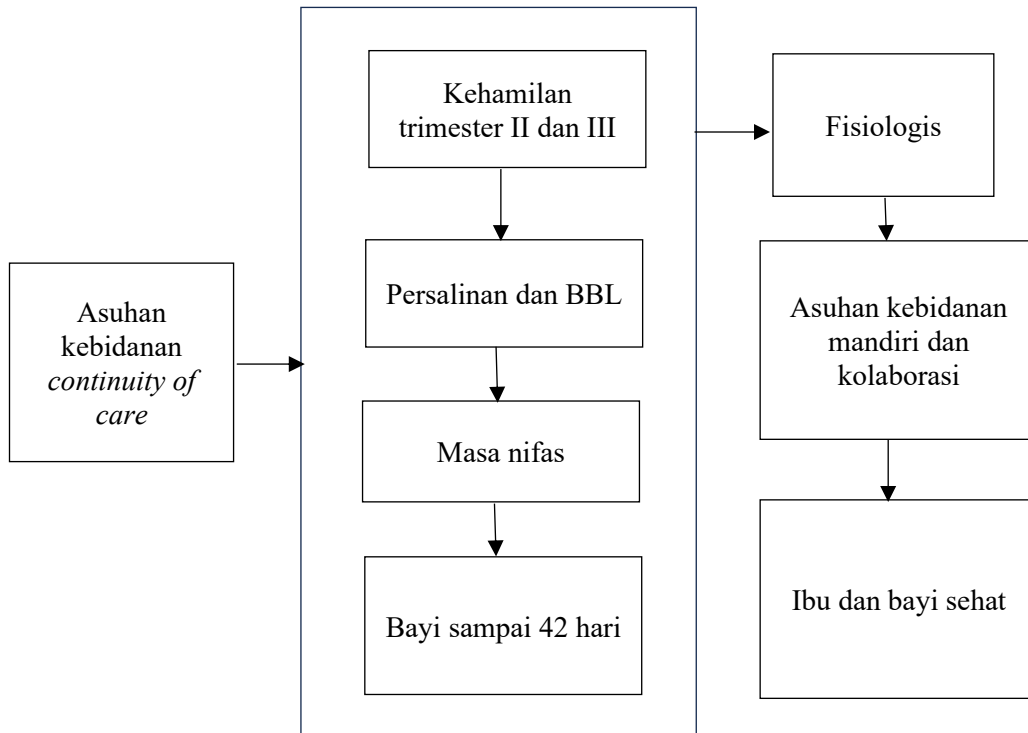 Asuhan
kebidanan
continuity of
care
Kehamilan
trimester II dan III
Persalinan dan BBL
Masa nifas
Bayi sampai 42 hari
Fisiologis
Asuhan kebidanan
mandiri dan
kolaborasi
Ibu dan bayi sehat